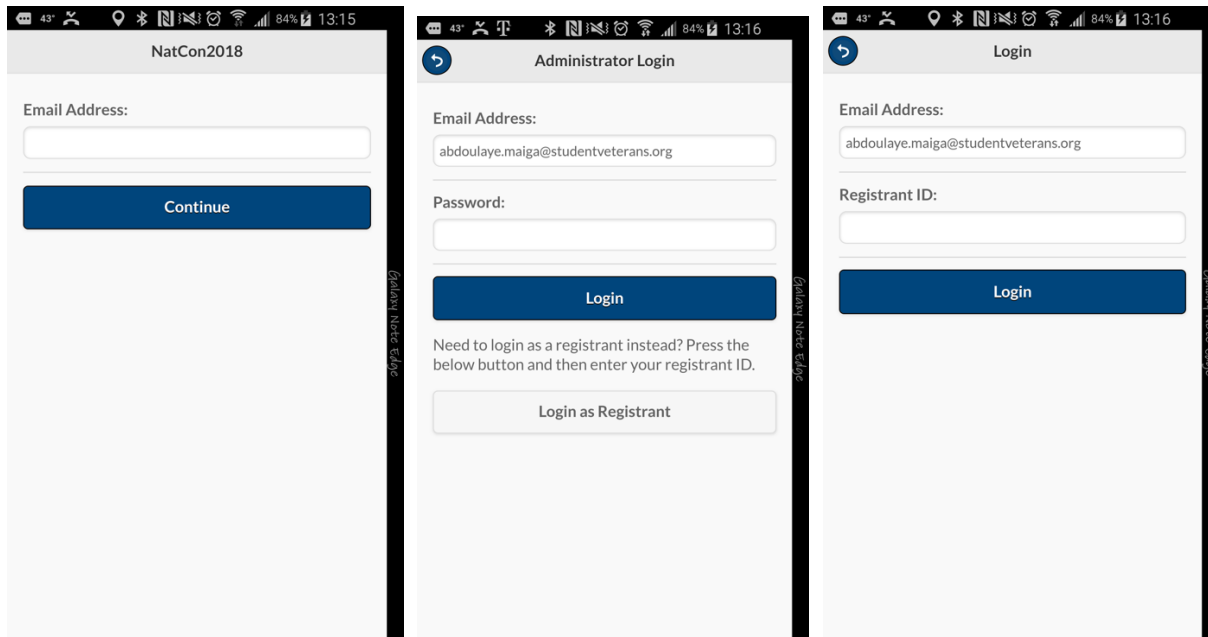 43° 84% 13:15
NatCon2018
Email Address:
Continue
Galaxy Note Edge
43° 84% 13:16
Administrator Login
Email Address:
abdoulaye.maiga@studentveterans.org
Password:
Login
Need to login as a registrant instead? Press the
below button and then enter your registrant ID.
Login as Registrant
Galaxy Note Edge
43° 84% 13:16
Login
Email Address:
abdoulaye.maiga@studentveterans.org
Registrant ID:
Login